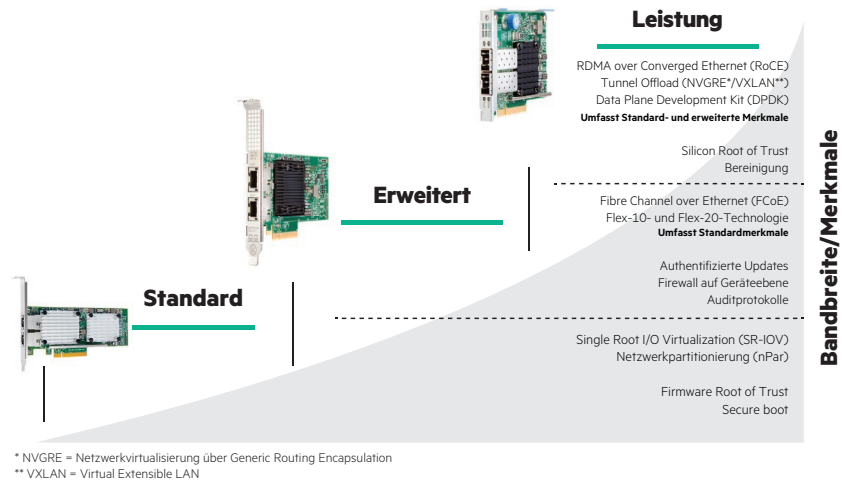 Leistung
RDMA over Converged Ethernet (RoCE)
Tunnel Offload (NVGRE*/VXLAN**)
Data Plane Development Kit (DPDK)
Umfasst Standard- und erweiterte Merkmale
Silicon Root of Trust
Bereinigung
Erweitert
Fibre Channel over Ethernet (FCoE)
Flex-10- und Flex-20-Technologie
Umfasst Standardmerkmale
Authentifizierte Updates
Firewall auf Geräteebene
Auditprotokolle
Standard
Single Root I/O Virtualization (SR-IOV)
Netzwerkpartitionierung (nPar)
Firmware Root of Trust
Secure boot
Bandbreite/Merkmale
* NVGRE = Netzwerkvirtualisierung über Generic Routing Encapsulation
** VXLAN = Virtual Extensible LAN